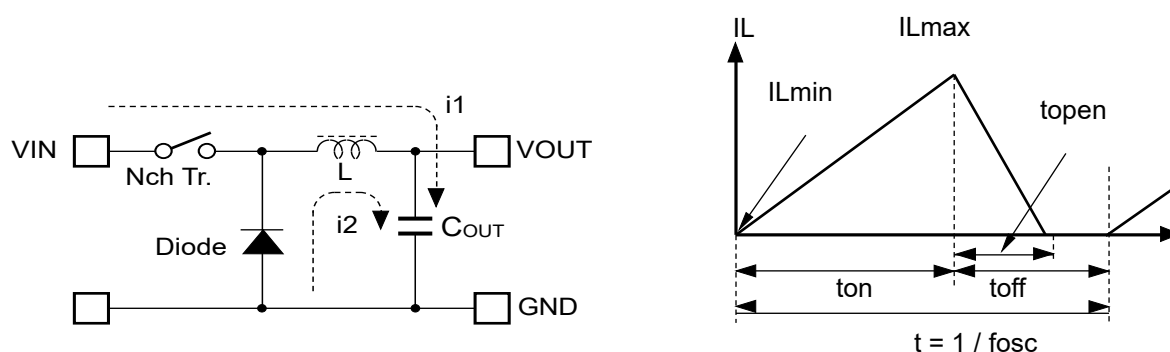 i1
VIN
Nch Tr.
L
VOUT
i2
COUT
Diode
GND
IL
ILmax
ILmin
topen
ton
toff
t = 1 / fosc